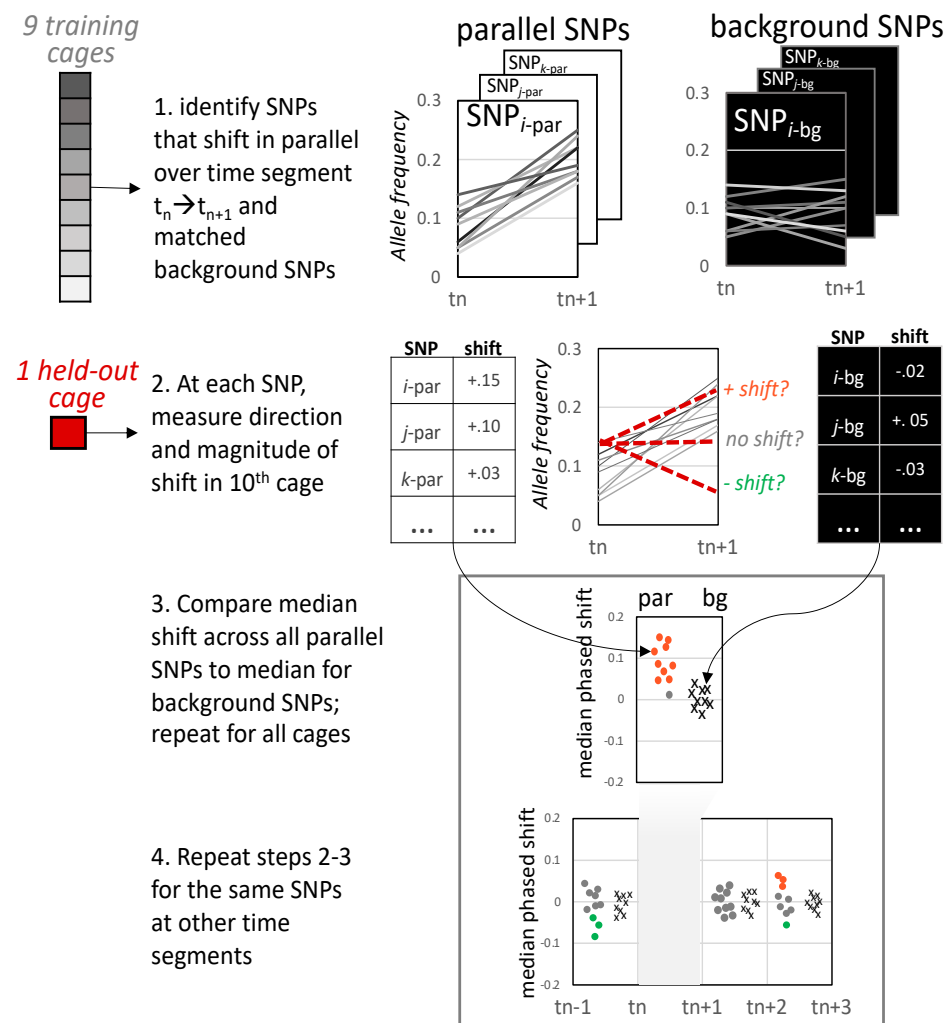 9 training
cages
1. identify SNPs
that shift in parallel
over time segment
tn→tn+1 and
matched
background SNPs
parallel SNPs
SNPk-par
SNPj-par
SNPi-par
Allele frequency
0.3
0.2
0.1
0
tn
tn+1
background SNPs
SNPk-bg
SNPj-bg
SNPi-bg
0.3
0.2
0.1
0
tn
tn+1
1 held-out
cage
2. At each SNP,
measure direction
and magnitude of
shift in 10th cage
SNP shift
i-par +.15
j-par +.10
k-par +.03
... ...
Allele frequency
0.3
0.2
0.1
0
tn
tn+1
+ shift?
no shift?
- shift?
SNP shift
i-bg -.02
j-bg +. 05
k-bg -.03
... ...
3. Compare median
shift across all parallel
SNPs to median for
background SNPs;
repeat for all cages
par bg
median phased shift
0.2
0.1
0
-0.1
-0.2
4. Repeat steps 2-3
for the same SNPs
at other time
segments
median phased shift
0.2
0.1
0
-0.1
-0.2
tn-1 tn tn+1 tn+2 tn+3